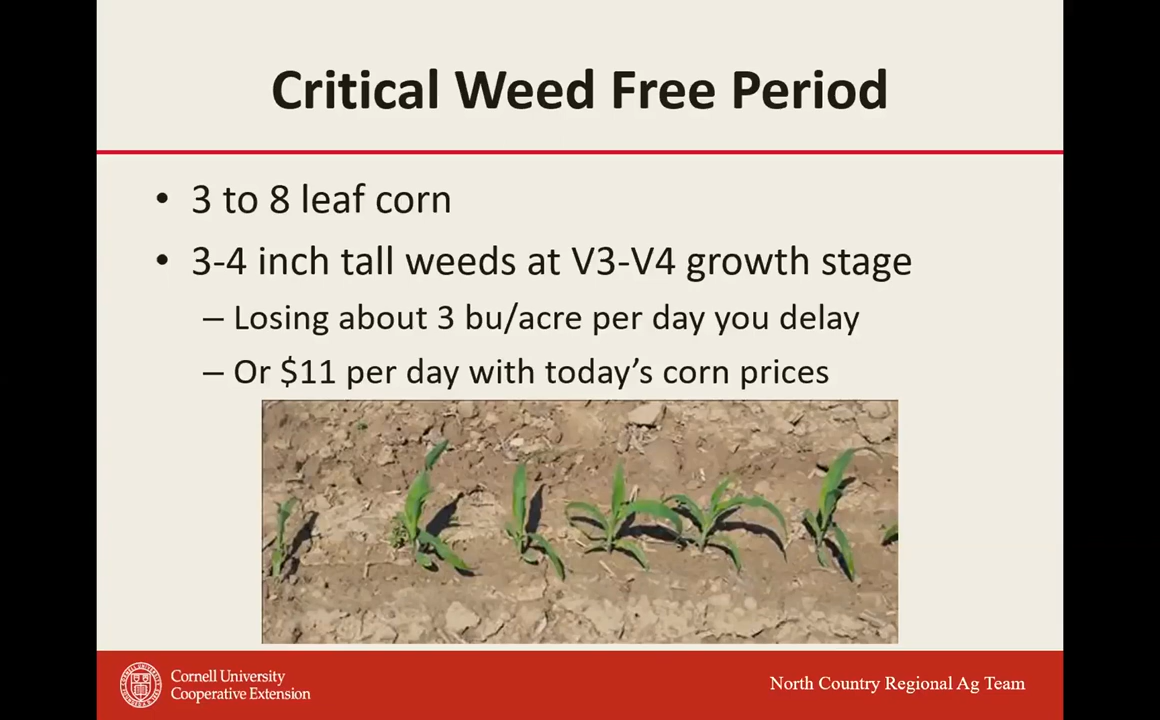 Critical Weed Free Period
• 3 to 8 leaf corn
• 3-4 inch tall weeds at V3-V4 growth stage
– Losing about 3 bu/acre per day you delay
– Or $11 per day with today's corn prices
Cornell University
Cooperative Extension
North Country Regional Ag Team